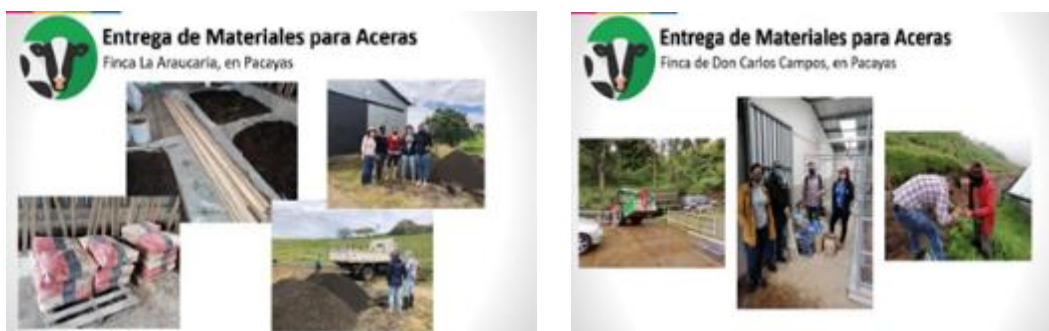 Entrega de Materiales para Aceras
Finca La Araucaria, en Pacayas
Entrega de Materiales para Aceras
Finca de Don Carlos Campos, en Pacayas